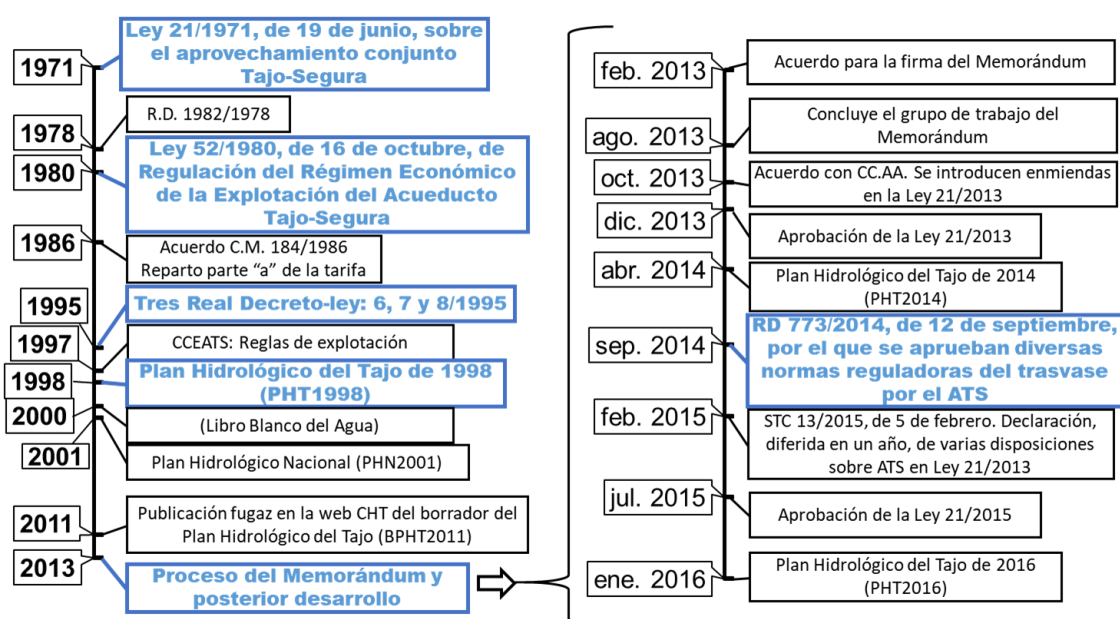 1971
Ley 21/1971, de 19 de junio, sobre
el aprovechamiento conjunto
Tajo-Segura
1978
R.D. 1982/1978
1980
Ley 52/1980, de 16 de octubre, de
Regulación del Régimen Económico
de la Explotación del Acueducto
Tajo-Segura
1986
Acuerdo C.M. 184/1986
Reparto parte “a” de la tarifa
1995
Tres Real Decreto-ley: 6, 7 y 8/1995
1997
CCEATS: Reglas de explotación
1998
Plan Hidrológico del Tajo de 1998
(PHT1998)
2000
(Libro Blanco del Agua)
2001
Plan Hidrológico Nacional (PHN2001)
2011
Publicación fugaz en la web CHT del borrador del
Plan Hidrológico del Tajo (BPHT2011)
2013
Proceso del Memorándum y
posterior desarrollo
feb. 2013
Acuerdo para la firma del Memorándum
ago. 2013
Concluye el grupo de trabajo del
Memorándum
oct. 2013
Acuerdo con CC.AA. Se introducen enmiendas
en la Ley 21/2013
dic. 2013
Aprobación de la Ley 21/2013
abr. 2014
Plan Hidrológico del Tajo de 2014
(PHT2014)
sep. 2014
RD 773/2014, de 12 de septiembre,
por el que se aprueban diversas
normas reguladoras del trasvase
por el ATS
feb. 2015
STC 13/2015, de 5 de febrero. Declaración,
diferida en un año, de varias disposiciones
sobre ATS en Ley 21/2013
jul. 2015
Aprobación de la Ley 21/2015
ene. 2016
Plan Hidrológico del Tajo de 2016
(PHT2016)